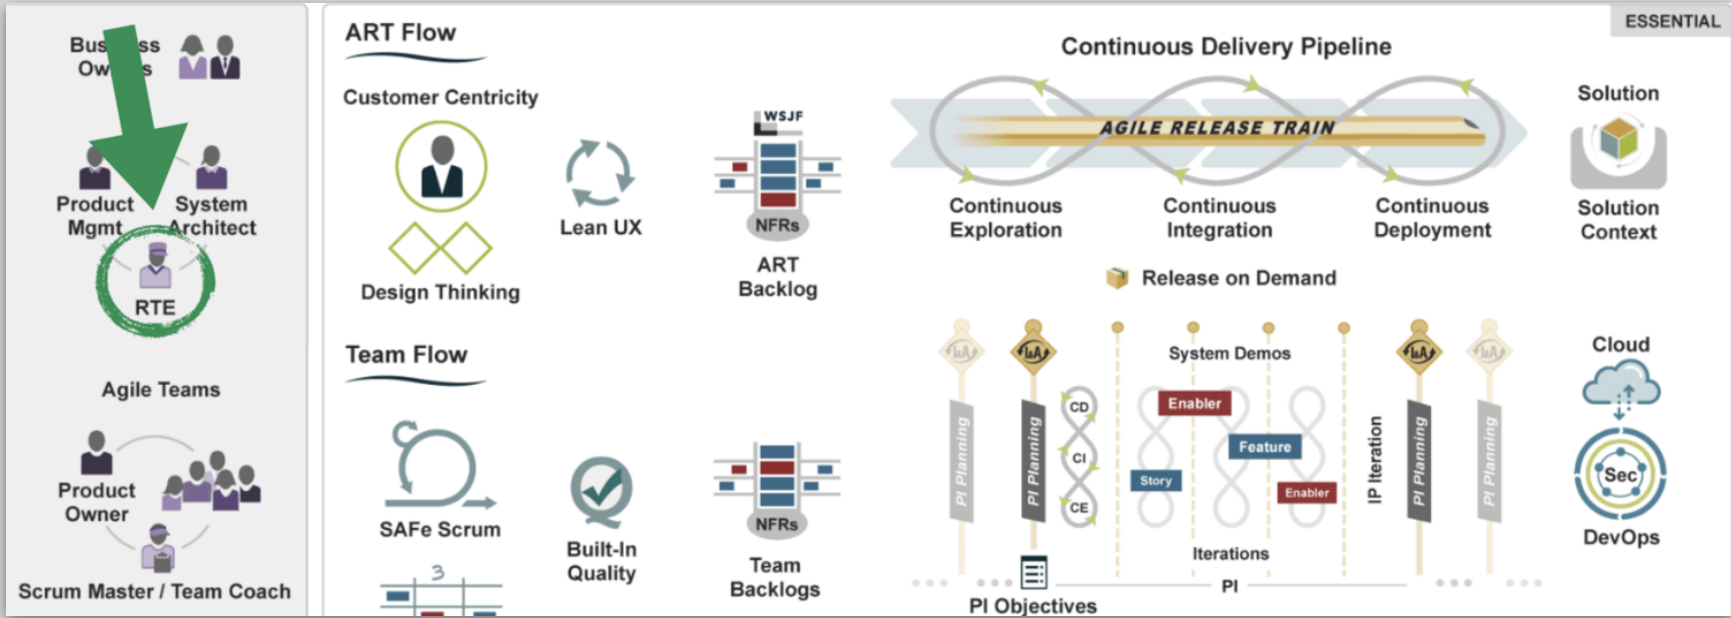 ESSENTIAL
Business
Owners
Product
Mgmt
System
Architect
RTE
Agile Teams
Product
Owner
Scrum Master / Team Coach
ART Flow
Customer Centricity
Design Thinking
Lean UX
WSJF
NFRs
ART
Backlog
Team Flow
SAFe Scrum
3
Built-In
Quality
NFRs
Team
Backlogs
Continuous Delivery Pipeline
AGILE RELEASE TRAIN
Continuous
Exploration
Continuous
Integration
Continuous
Deployment
Release on Demand
Solution
Solution
Context
I&A
I&A
I&A
I&A
PI Planning
PI Planning
CD
CI
CE
System Demos
Enabler
Feature
Story
Enabler
Iterations
IP Iteration
PI Planning
PI Planning
PI
PI Objectives
Cloud
Sec
DevOps